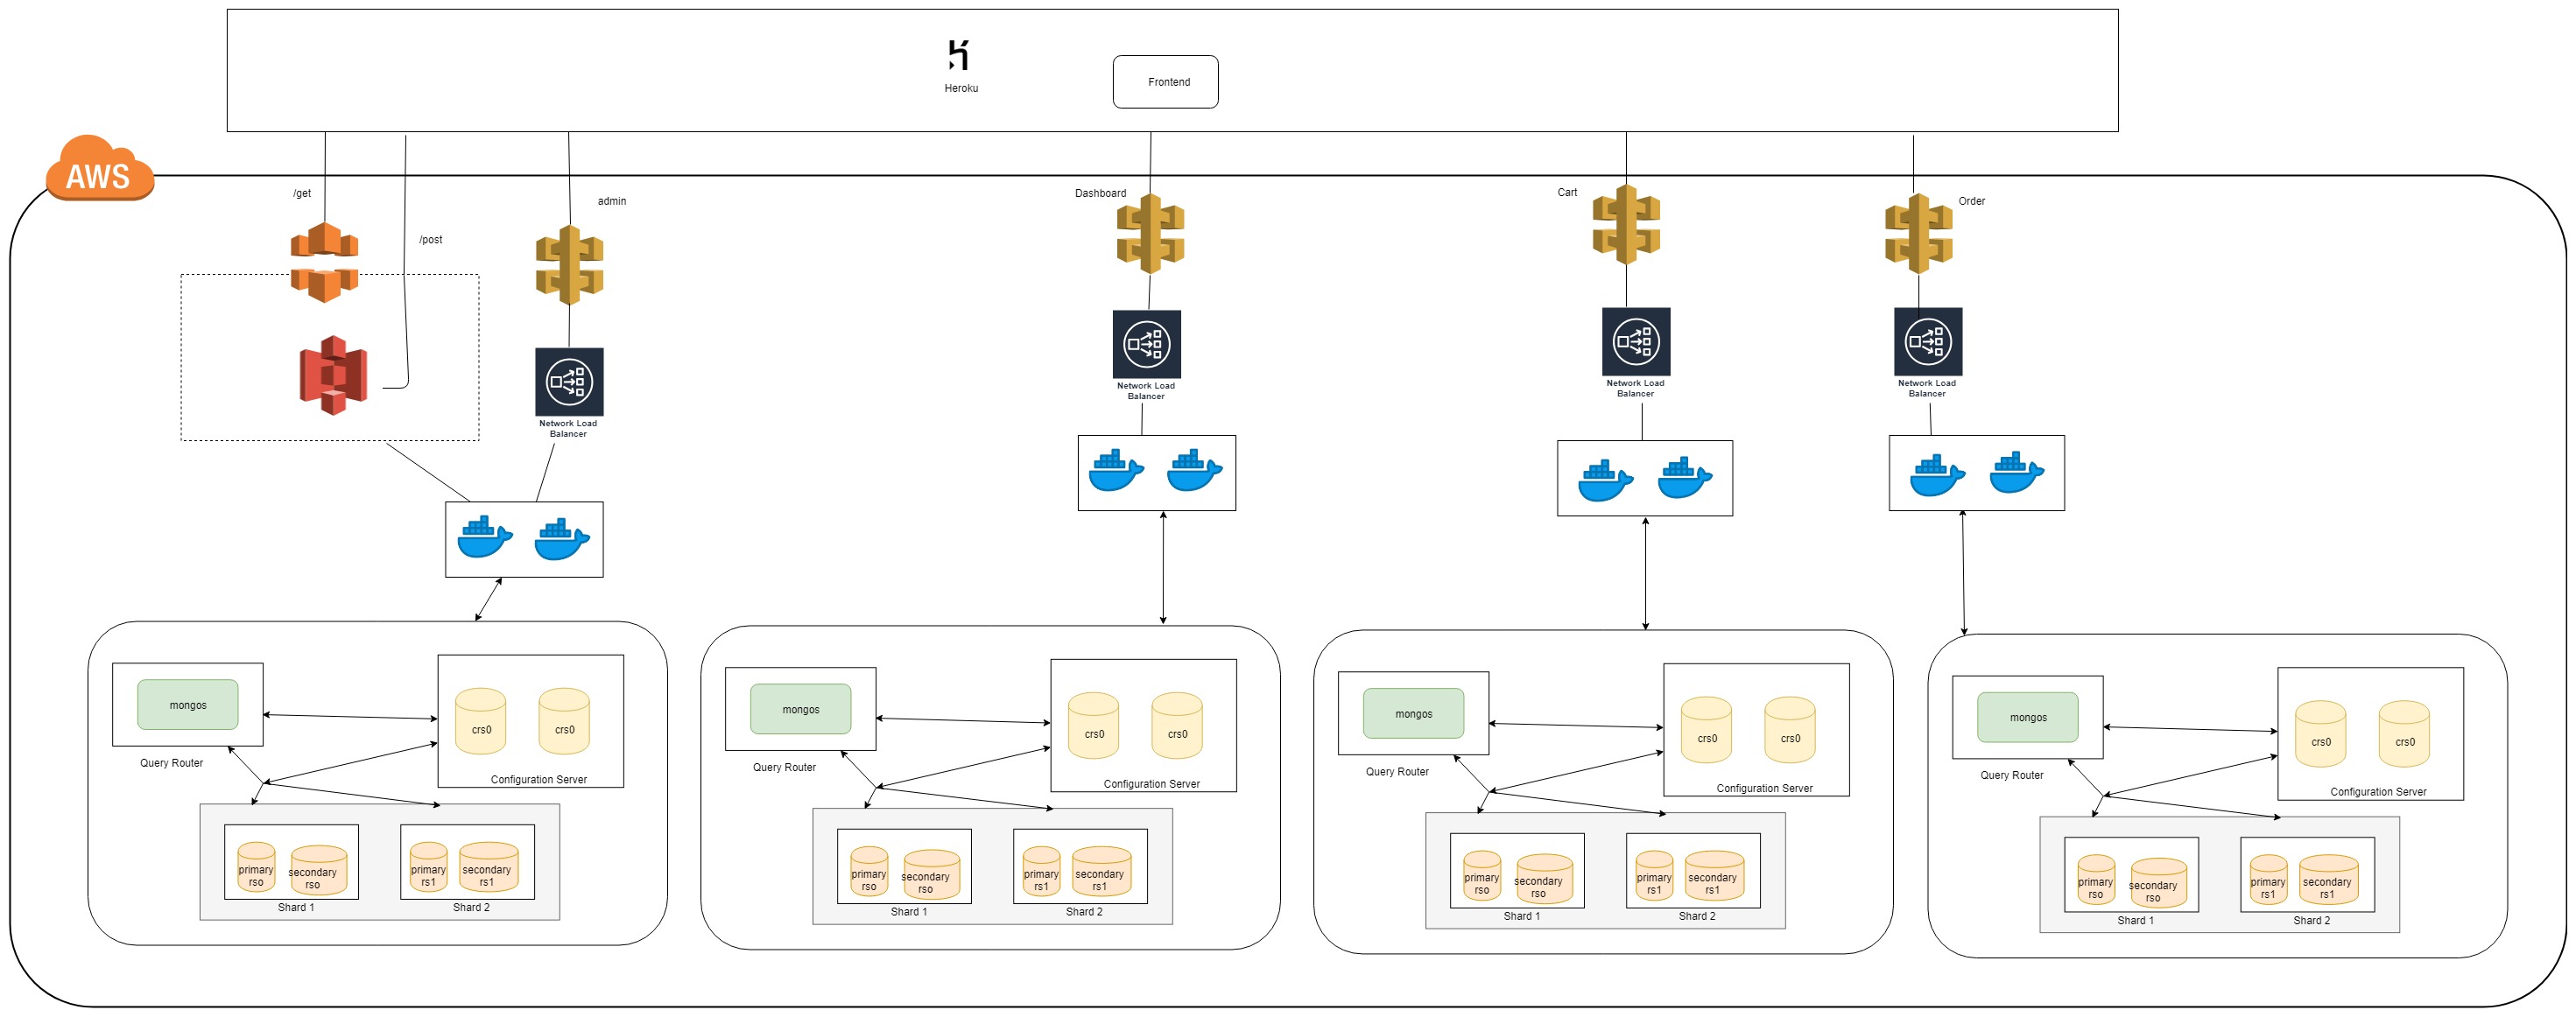 Heroku
Frontend
AWS
/get
/post
admin
Dashboard
Cart
Order
Network Load
Balancer
Network Load
Balancer
Network Load
Balancer
Network Load
Balancer
mongos
Query Router
crs0
crs0
Configuration Server
primary
rso
secondary
rso
Shard 1
primary
rs1
secondary
rs1
Shard 2
mongos
Query Router
crs0
crs0
Configuration Server
primary
rso
secondary
rso
Shard 1
primary
rs1
secondary
rs1
Shard 2
mongos
Query Router
crs0
crs0
Configuration Server
primary
rso
secondary
rso
Shard 1
primary
rs1
secondary
rs1
Shard 2
mongos
Query Router
crs0
crs0
Configuration Server
primary
rso
secondary
rso
Shard 1
primary
rs1
secondary
rs1
Shard 2